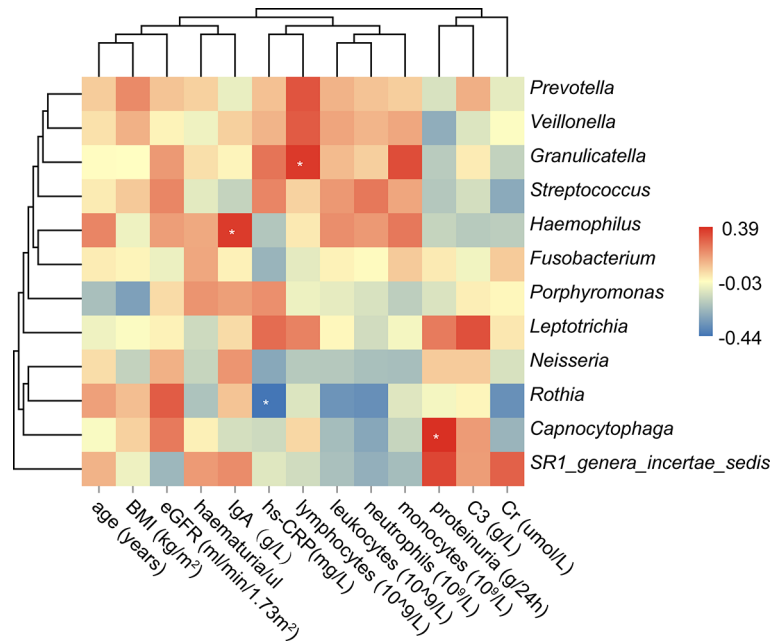 Prevotella
Veillonella
Granulicatella
*
Streptococcus
Haemophilus
*
Fusobacterium
Porphyromonas
Leptotrichia
Neisseria
Rothia
*
Capnocytophaga
*
SR1_genera_incertae_sedis
0.39
-0.03
-0.44
age (years)
BMI (kg/m²)
eGFR (ml/min/1.73m²)
haematuria/ul
IgA (g/L)
hs-CRP(mg/L)
lymphocytes (10^9/L)
leukocytes (10^9/L)
neutrophils (10⁹/L)
monocytes (10⁹/L)
proteinuria (g/24h)
C3 (g/L)
Cr (umol/L)